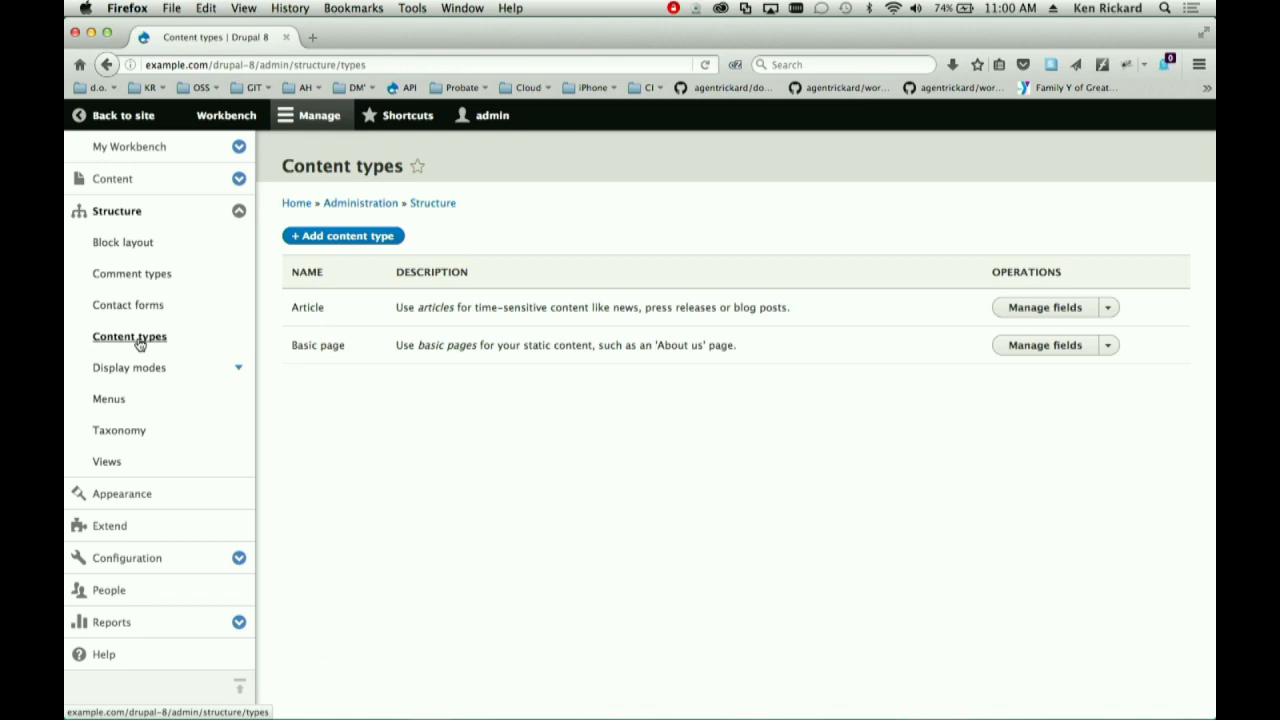 Firefox File Edit View History Bookmarks Tools Window Help 74% 11:00 AM Ken Rickard
Content types | Drupal 8
example.com/drupal-8/admin/structure/types Search 0
d.o. KR OSS GIT AH DM' API Probate Cloud iPhone CI agentrickard/do... agentrickard/wor... agentrickard/wor... Family Y of Great... »
Back to site Workbench Manage Shortcuts admin
My Workbench
Content
Structure
Block layout
Comment types
Contact forms
Content types
Display modes
Menus
Taxonomy
Views
Appearance
Extend
Configuration
People
Reports
Help
Content types
Home » Administration » Structure
+ Add content type
NAME DESCRIPTION OPERATIONS
Article Use articles for time-sensitive content like news, press releases or blog posts. Manage fields
Basic page Use basic pages for your static content, such as an 'About us' page. Manage fields
example.com/drupal-8/admin/structure/types